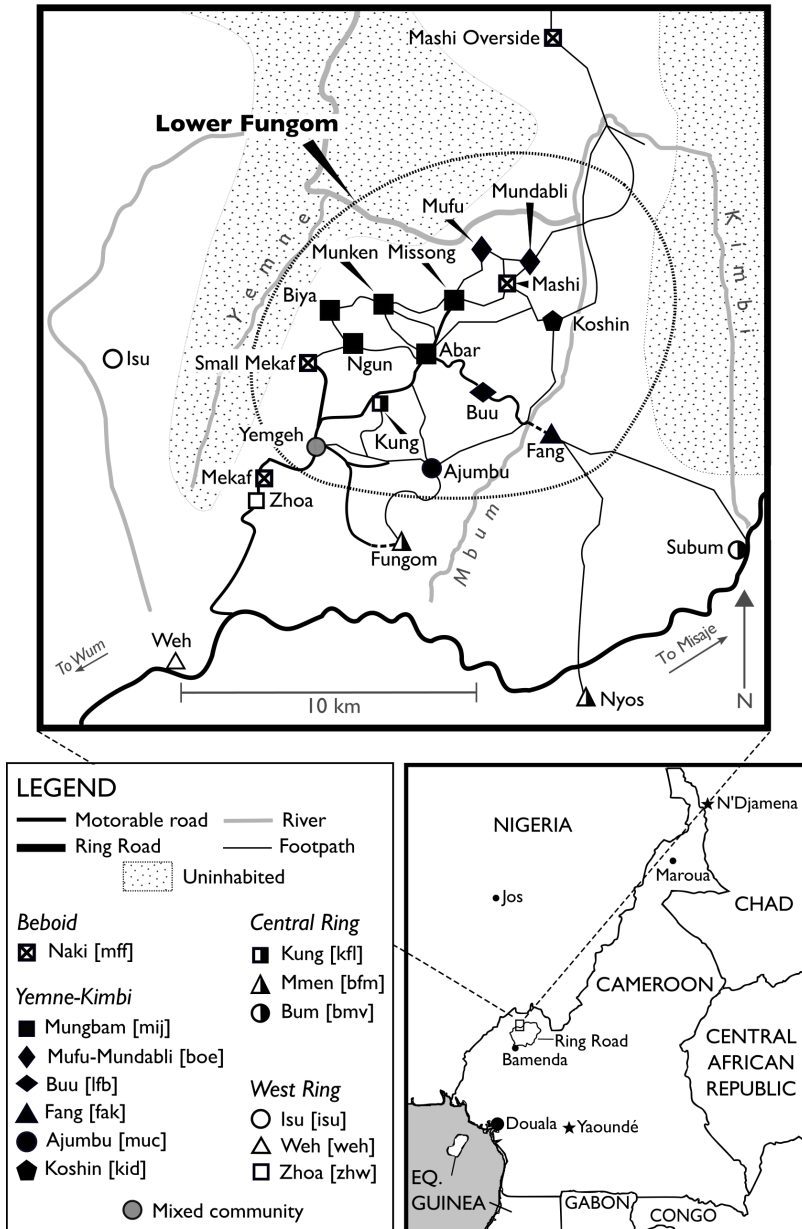 Mashi Overside
Lower Fungom
Mundabli
Mufu
Munken
Missong
Biya
Mashi
Yemne
Kimbi
Koshin
Isu
Small Mekaf
Ngun
Abar
Buu
Kung
Yemgeh
Fang
Mekaf
Ajumbu
Zhoa
Fungom
Mbum
Subum
Weh
To Wum
To Misaje
10 km
Nyos
N
LEGEND
Motorable road
River
Ring Road
Footpath
Uninhabited
Beboid
Naki [mff]
Yemne-Kimbi
Mungbam [mij]
Mufu-Mundabli [boe]
Buu [lfb]
Fang [fak]
Ajumbu [muc]
Koshin [kid]
Central Ring
Kung [kfl]
Mmen [bfm]
Bum [bmv]
West Ring
Isu [isu]
Weh [weh]
Zhoa [zhw]
Mixed community
N'Djamena
NIGERIA
Maroua
Jos
CHAD
CAMEROON
Ring Road
Bamenda
CENTRAL
AFRICAN
REPUBLIC
Douala
Yaoundé
EQ.
GUINEA
GABON
CONGO